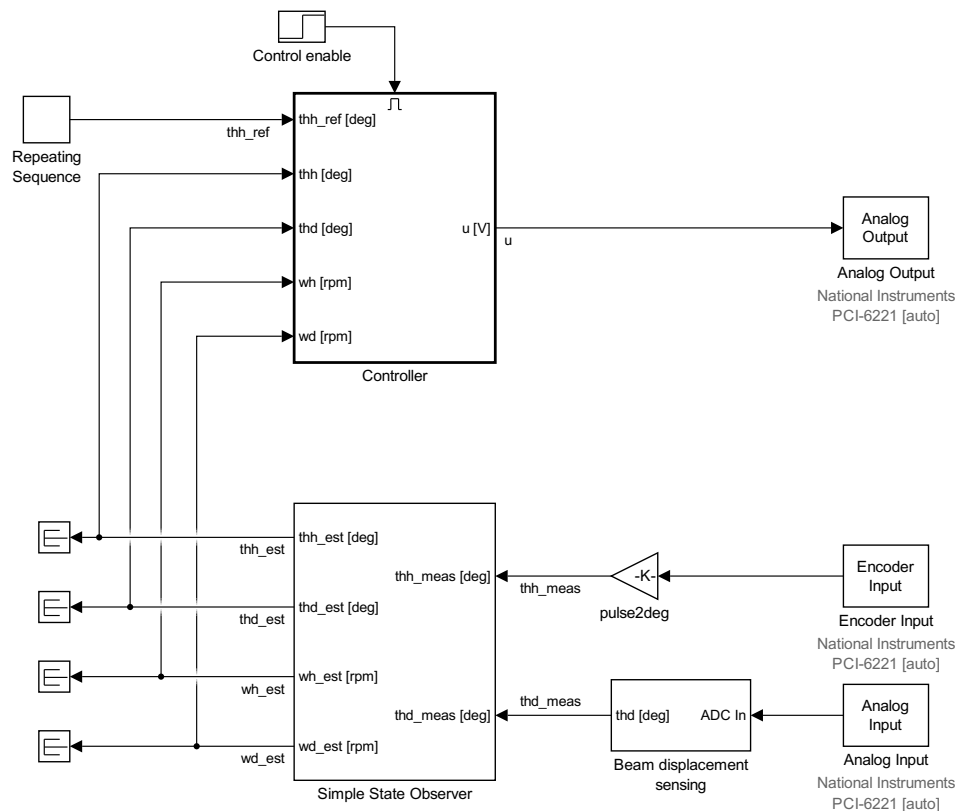 Control enable
thh_ref
Repeating
Sequence
thh_ref [deg]
thh [deg]
thd [deg]
wh [rpm]
wd [rpm]
u [V]
u
Controller
Analog
Output
Analog Output
National Instruments
PCI-6221 [auto]
thh_est
thd_est
wh_est
wd_est
thh_est [deg]
thd_est [deg]
wh_est [rpm]
wd_est [rpm]
thh_meas [deg]
thd_meas [deg]
Simple State Observer
thh_meas
-K-
pulse2deg
Encoder
Input
Encoder Input
National Instruments
PCI-6221 [auto]
thd_meas
thd [deg]
ADC In
Beam displacement
sensing
Analog
Input
Analog Input
National Instruments
PCI-6221 [auto]